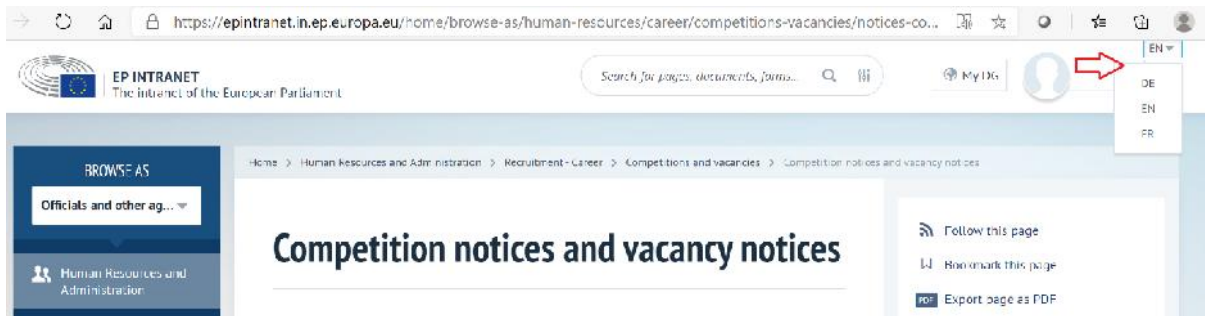 https://epintranet.in.ep.europa.eu/home/browse-as/human-resources/career/competitions-vacancies/notices-co...
EN
EP INTRANET
The intranet of the European Parliament
Search for pages, documents, forms...
My DG
DE
EN
FR
BROWSE AS
Home > Human Resources and Administration > Recruitment - Career > Competitions and vacancies > Competition notices and vacancy notices
Officials and other ag...
Competition notices and vacancy notices
Follow this page
Bookmark this page
Human Resources and
Administration
PDF Export page as PDF